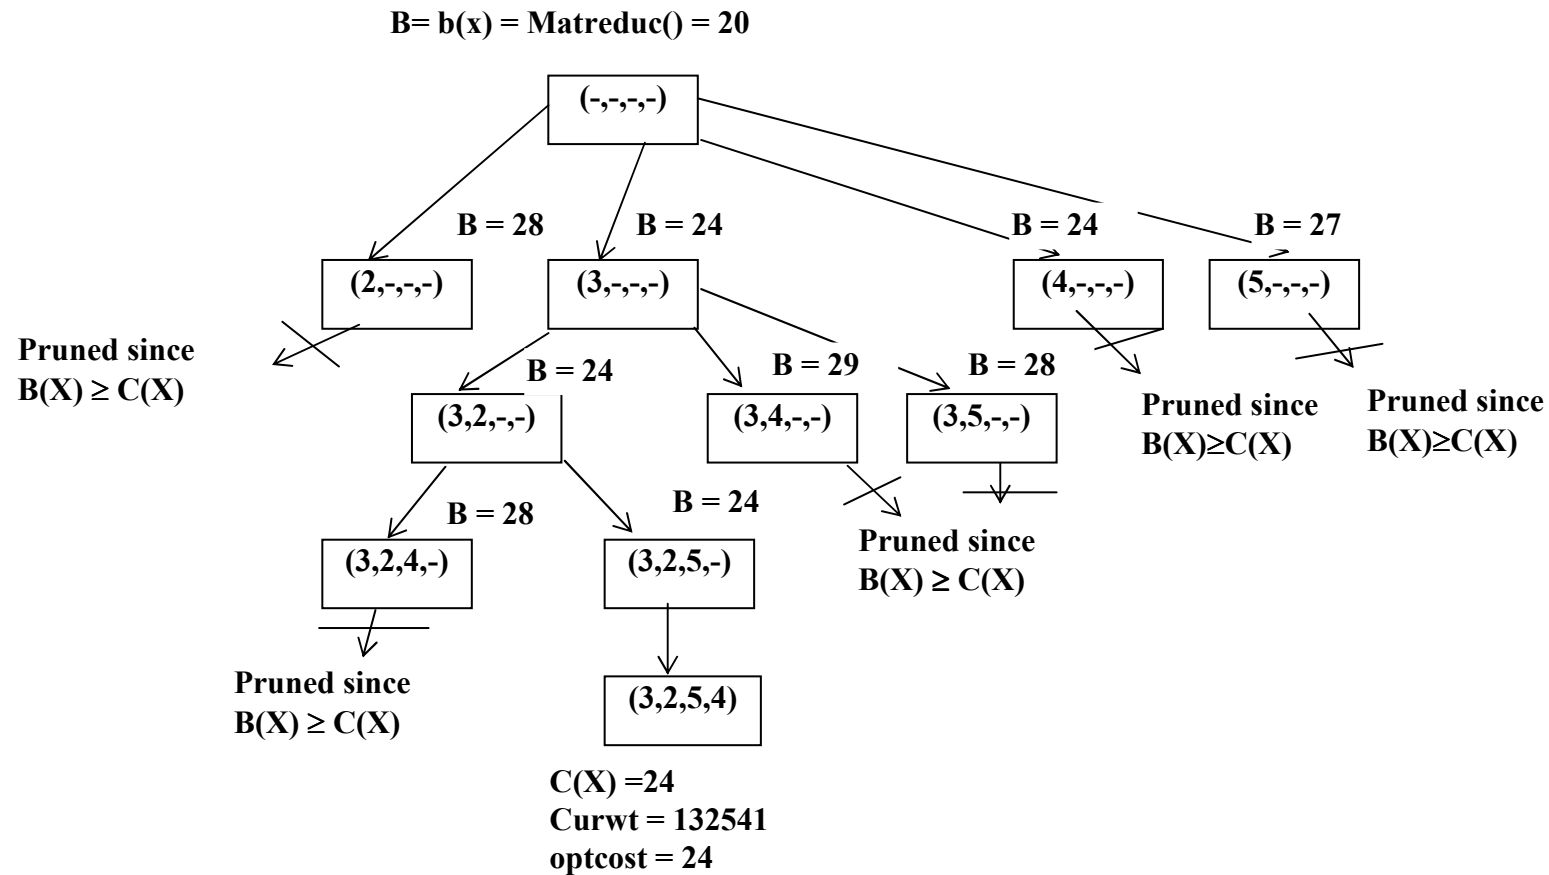 B= b(x) = Matreduc() = 20
(-,-,-,-)
B = 28
B = 24
B = 24
B = 27
(2,-,-,-)
(3,-,-,-)
(4,-,-,-)
(5,-,-,-)
Pruned since
B(X) ≥ C(X)
B = 24
B = 29
B = 28
(3,2,-,-)
(3,4,-,-)
(3,5,-,-)
Pruned since
B(X)≥C(X)
Pruned since
B(X)≥C(X)
B = 28
B = 24
(3,2,4,-)
(3,2,5,-)
Pruned since
B(X) ≥ C(X)
Pruned since
B(X) ≥ C(X)
(3,2,5,4)
C(X) =24
Curwt = 132541
optcost = 24